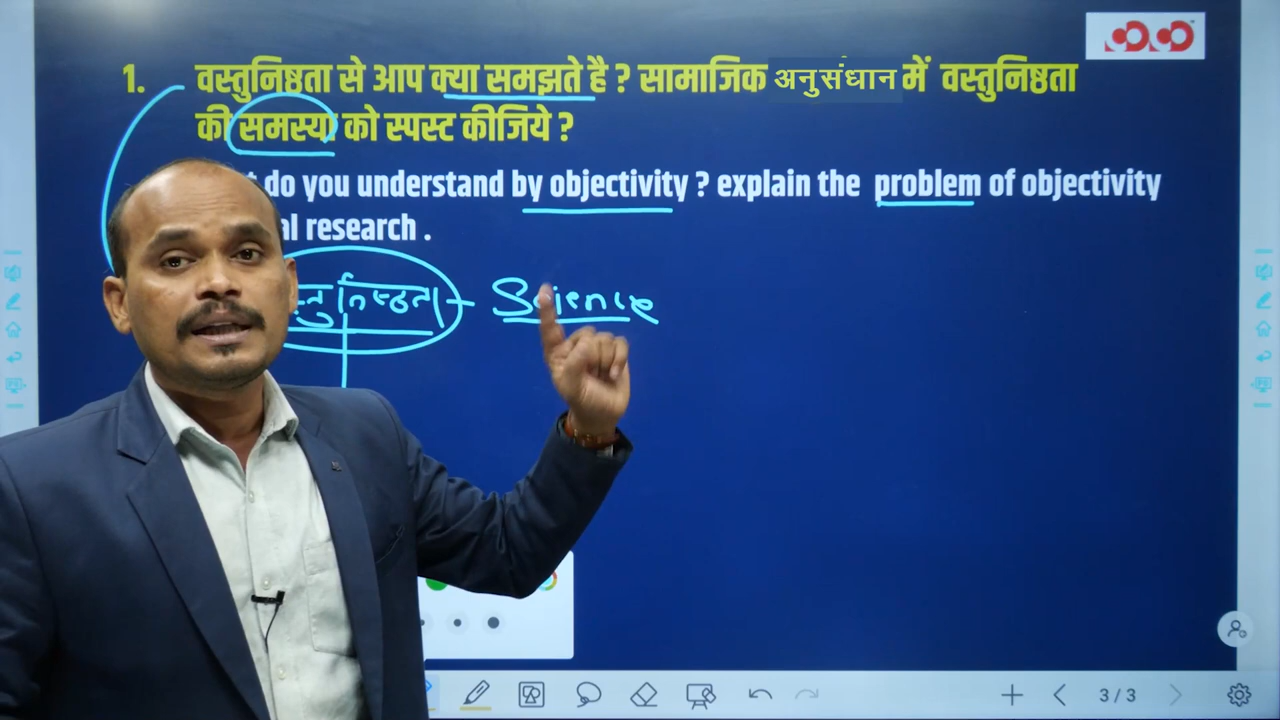 1. वस्तुनिष्ठता से आप क्या समझते है ? सामाजिक अनुसंधान में वस्तुनिष्ठता
की समस्या को स्पस्ट कीजिये ?
do you understand by objectivity ? explain the problem of objectivity
research .
Science
3/3